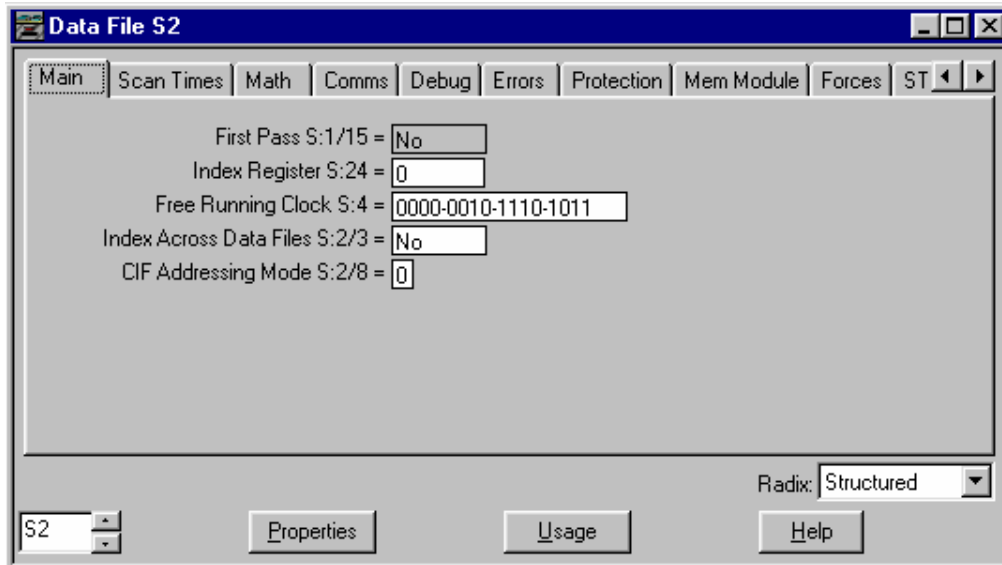 Data File S2
Main Scan Times Math Comms Debug Errors Protection Mem Module Forces ST
First Pass S:1/15 = No
Index Register S:24 = 0
Free Running Clock S:4 = 0000-0010-1110-1011
Index Across Data Files S:2/3 = No
CIF Addressing Mode S:2/8 = 0
Radix: Structured
S2 Properties Usage Help